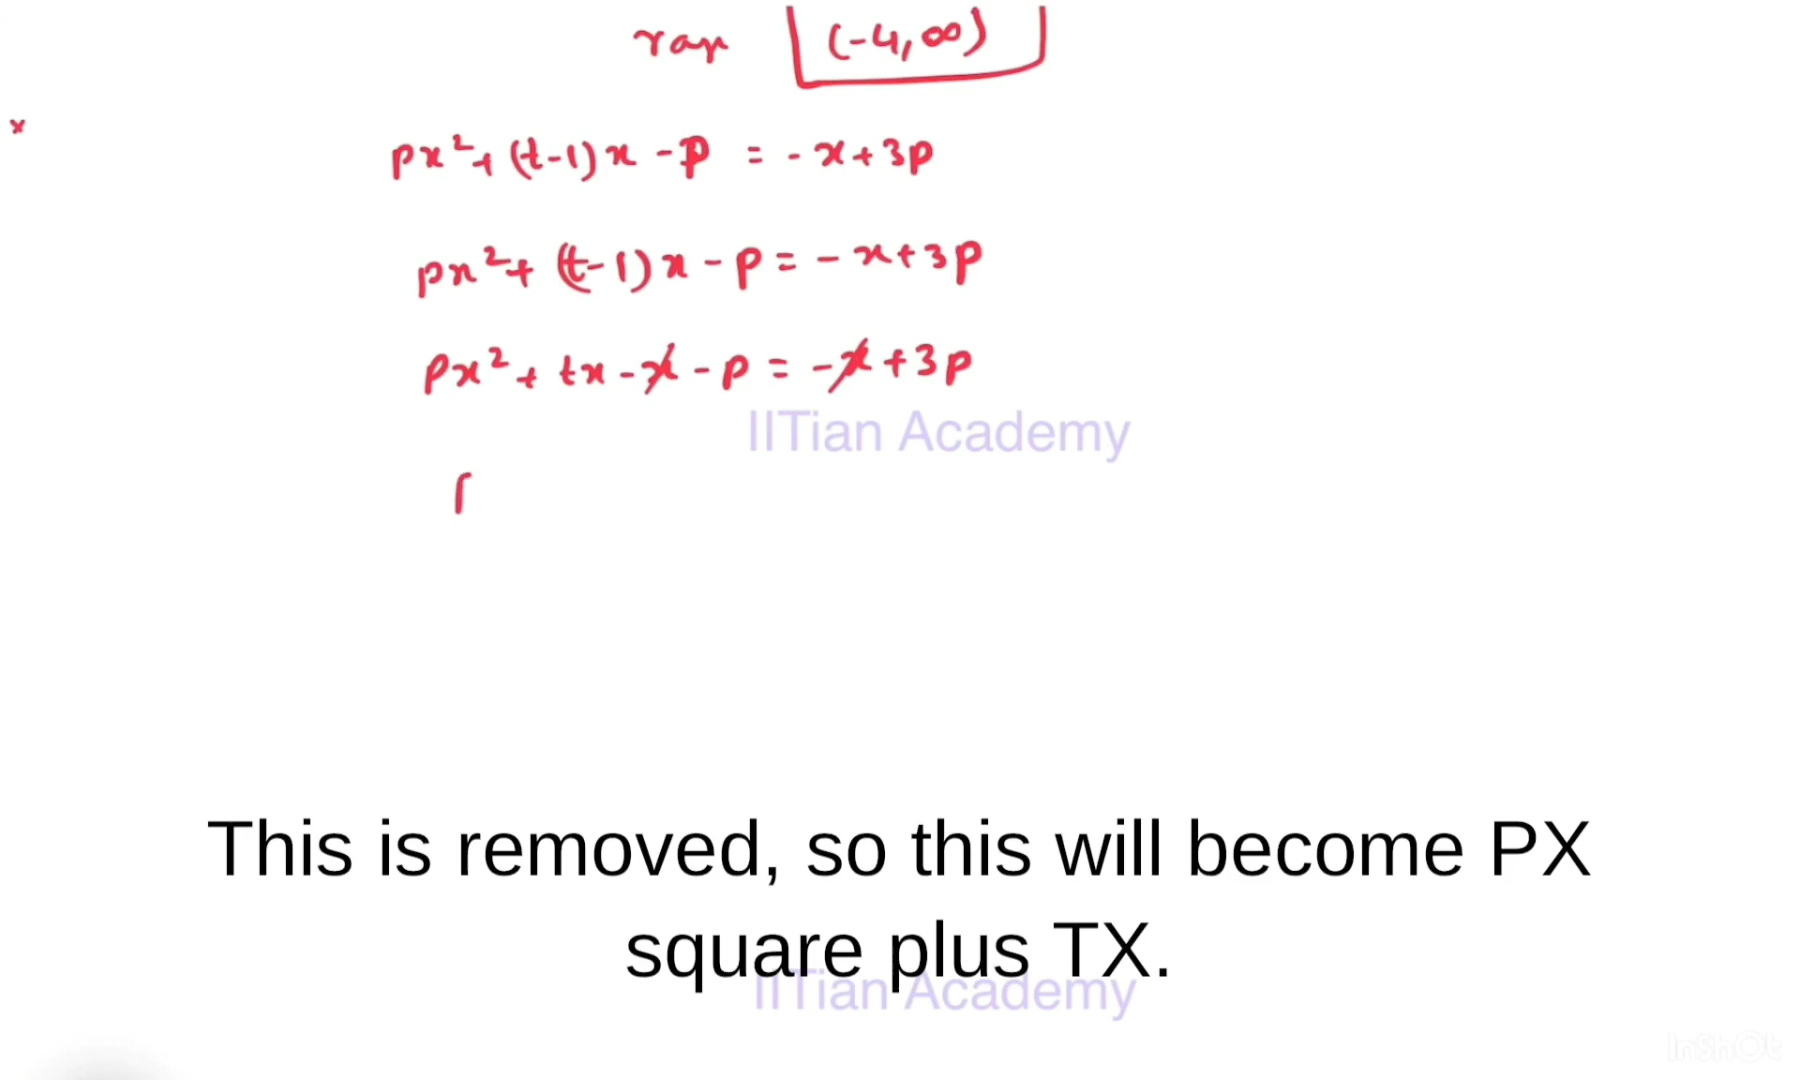 ran (-4, ∞)
x
px² + (t-1)x - p = -x + 3p
px² + (t-1)x - p = -x + 3p
px² + tx - x - p = -x + 3p
IITian Academy
This is removed, so this will become PX
square plus TX.
IITian Academy
InShOt